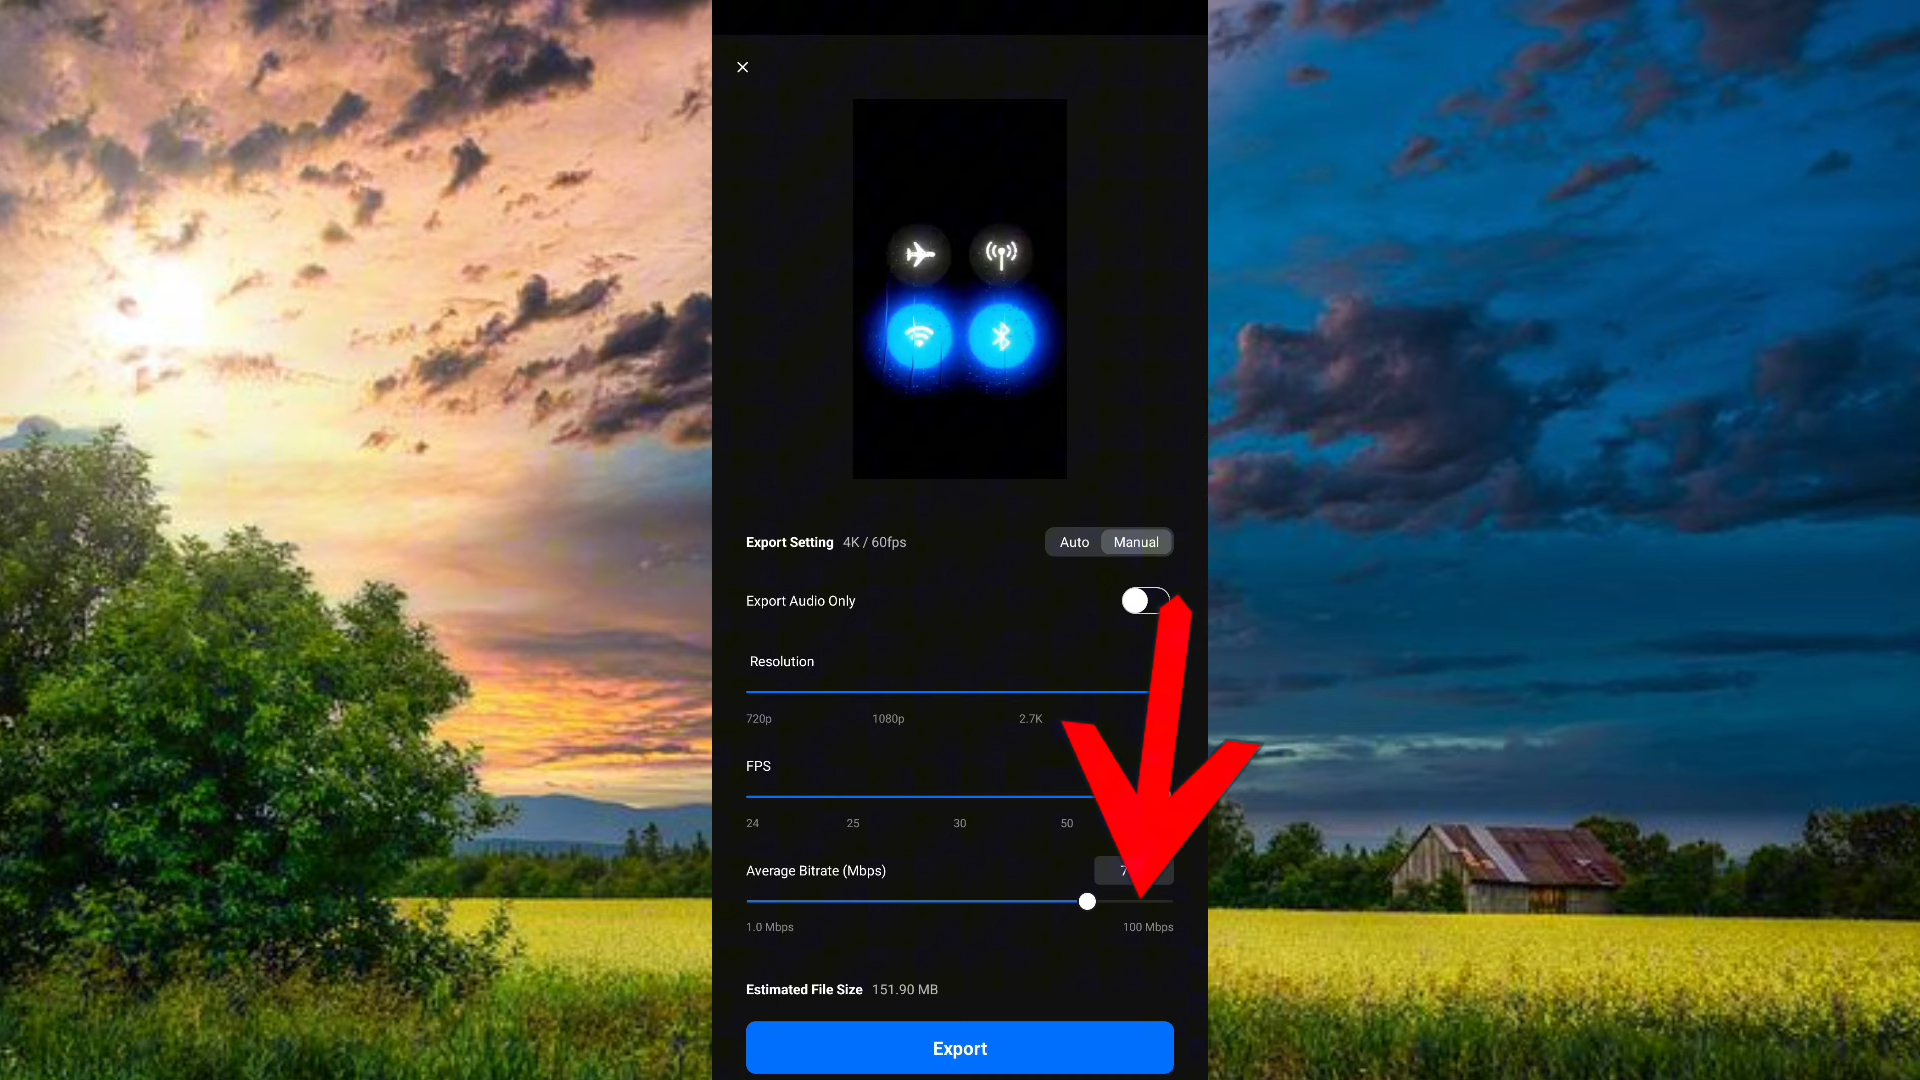 Export Setting 4K / 60fps Auto Manual
Export Audio Only
Resolution
720p 1080p 2.7K
FPS
24 25 30 50
Average Bitrate (Mbps)
1.0 Mbps 100 Mbps
Estimated File Size 151.90 MB
Export